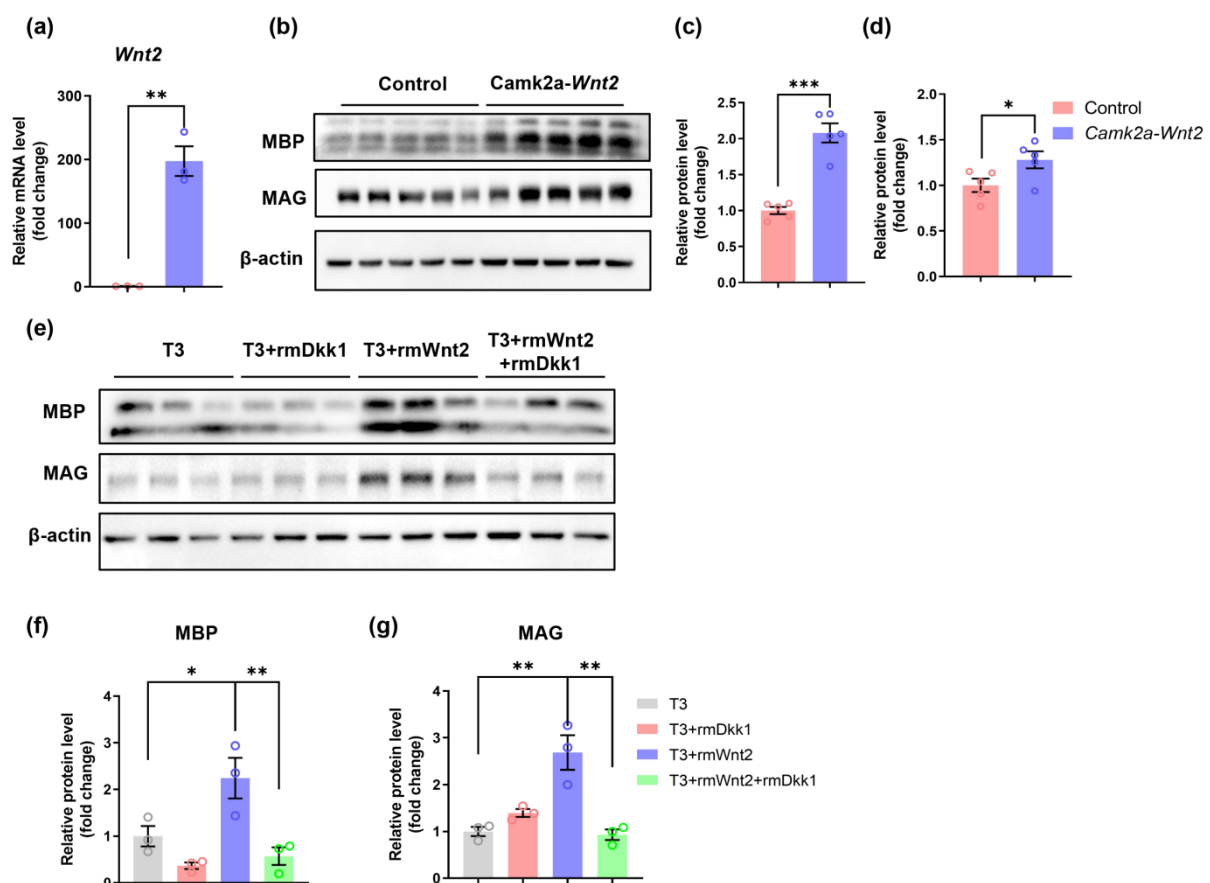 (a)
Wnt2
Relative mRNA level
(fold change)
300
200
100
0
**
(b)
Control
Camk2a-Wnt2
MBP
MAG
β-actin
(c)
Relative protein level
(fold change)
2.5
2.0
1.5
1.0
0.5
0.0
***
(d)
Relative protein level
(fold change)
2.0
1.5
1.0
0.5
0.0
*
Control
Camk2a-Wnt2
(e)
T3
T3+rmDkk1
T3+rmWnt2
T3+rmWnt2
+rmDkk1
MBP
MAG
β-actin
(f)
MBP
Relative protein level
(fold change)
4
3
2
1
0
*
**
(g)
MAG
Relative protein level
(fold change)
4
3
2
1
0
**
**
T3
T3+rmDkk1
T3+rmWnt2
T3+rmWnt2+rmDkk1